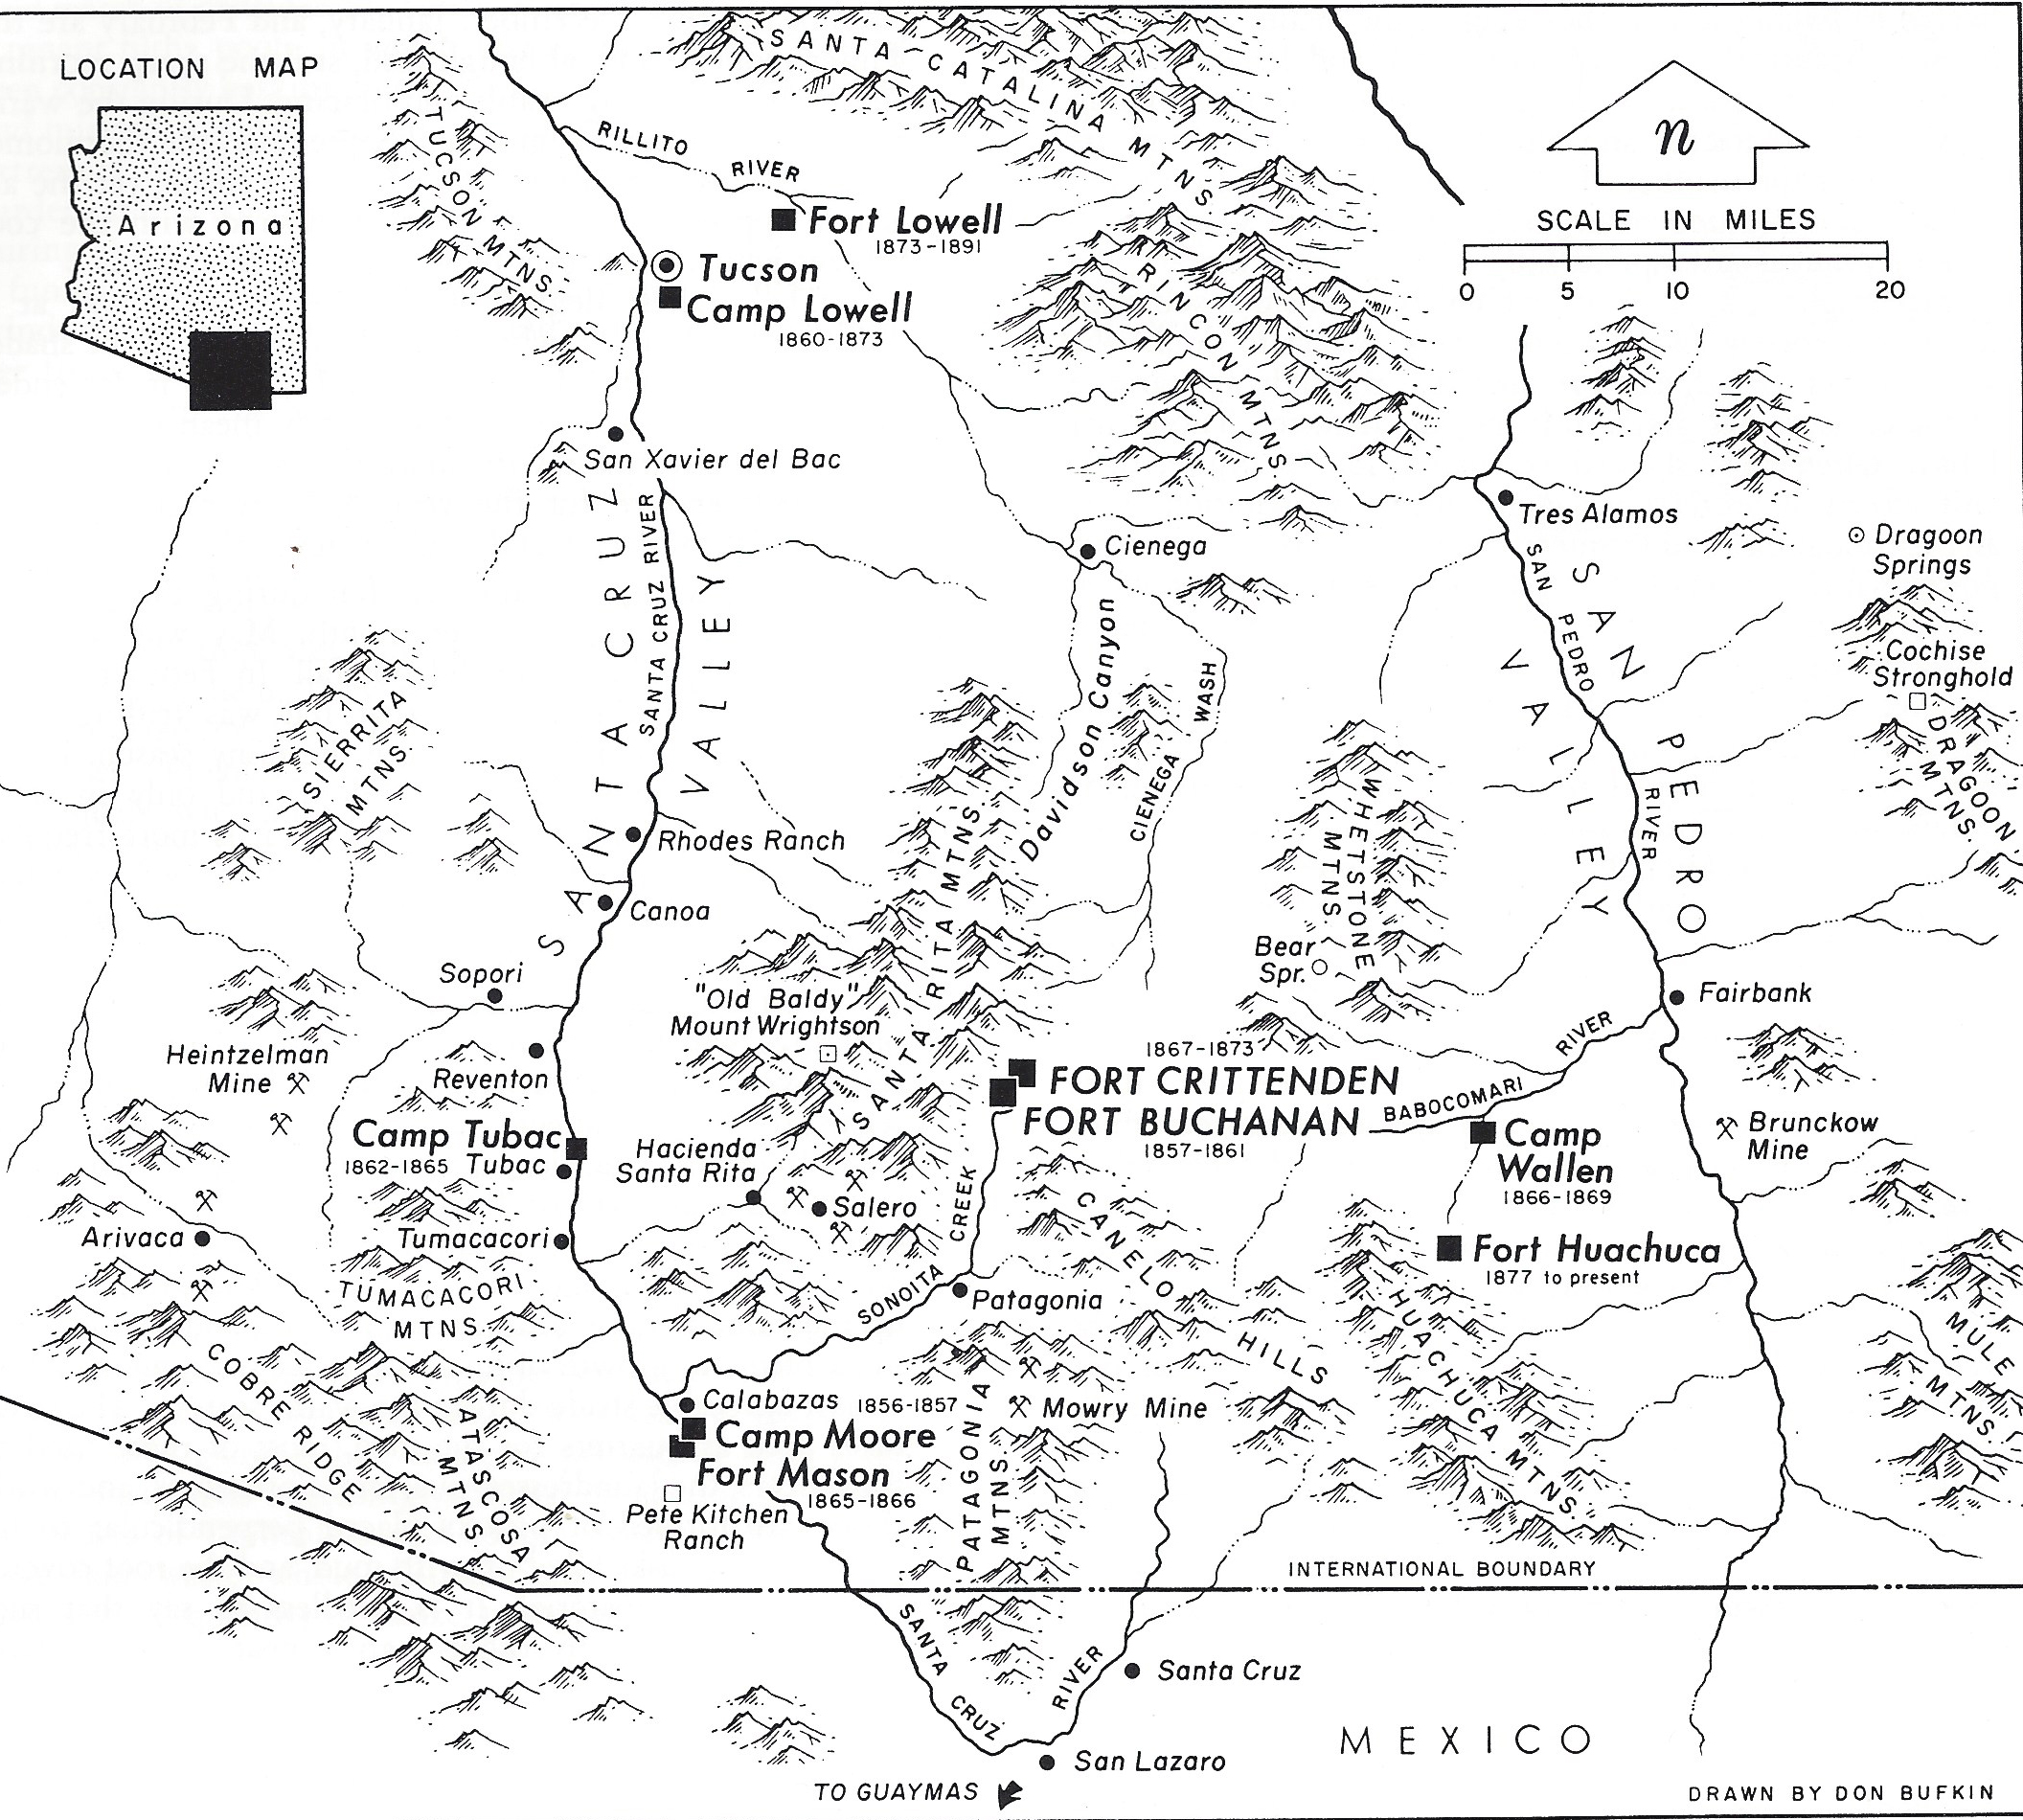 LOCATION MAP
Arizona
SANTA CATALINA MTNS
TUCSON MTNS
RILLITO RIVER
n
SCALE IN MILES
0 5 10 20
Fort Lowell
1873-1891
Tucson
Camp Lowell
1860-1873
RINCON MTNS
San Xavier del Bac
SANTA CRUZ VALLEY
SANTA CRUZ RIVER
Cienega
Tres Alamos
SAN PEDRO VALLEY
SAN PEDRO RIVER
Dragoon
Springs
Cochise
Stronghold
DRAGOON
MTNS
SIERRITA
MTNS
Davidson Canyon
CIENEGA WASH
WHETSTONE
MTNS
Rhodes Ranch
Canoa
SANTA RITA MTNS
Bear
Spr.
Sopori
"Old Baldy"
Mount Wrightson
Fairbank
Heintzelman
Mine
Reventon
1867-1873
FORT CRITTENDEN
FORT BUCHANAN
1857-1861
BABOCOMARI RIVER
Brunckow
Mine
Camp
Wallen
1866-1869
Camp Tubac
1862-1865 Tubac
Hacienda
Santa Rita
Salero
SONOITA CREEK
CANELO HILLS
Arivaca
Tumacacori
Fort Huachuca
1877 to present
TUMACACORI
MTNS.
Patagonia
HUACHUCA MTNS.
MULE
MTNS
COBRE RIDGE
ATASCOSA
MTNS.
Calabazas 1856-1857
Camp Moore
Fort Mason
1865-1866
Pete Kitchen
Ranch
PATAGONIA
MTNS.
Mowry Mine
INTERNATIONAL BOUNDARY
SANTA CRUZ RIVER
Santa Cruz
San Lazaro
MEXICO
TO GUAYMAS
DRAWN BY DON BUFKIN